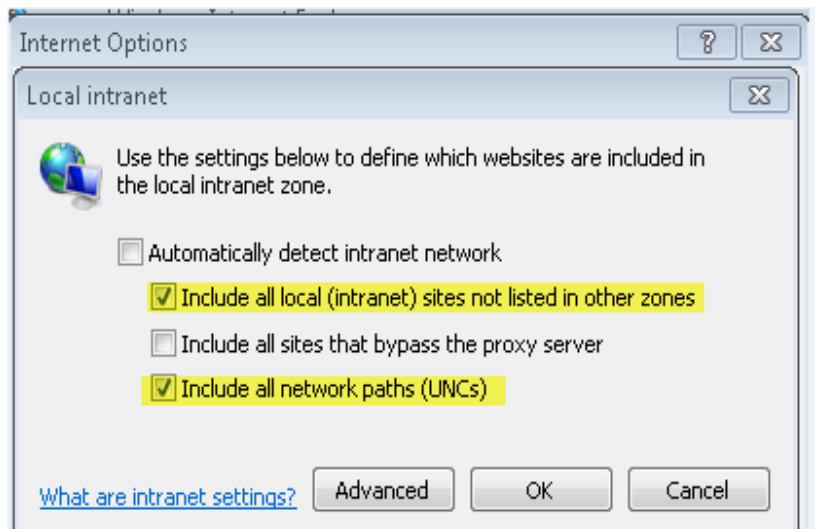 Internet Options
Local intranet
Use the settings below to define which websites are included in
the local intranet zone.
Automatically detect intranet network
Include all local (intranet) sites not listed in other zones
Include all sites that bypass the proxy server
Include all network paths (UNCs)
What are intranet settings?
Advanced
OK
Cancel